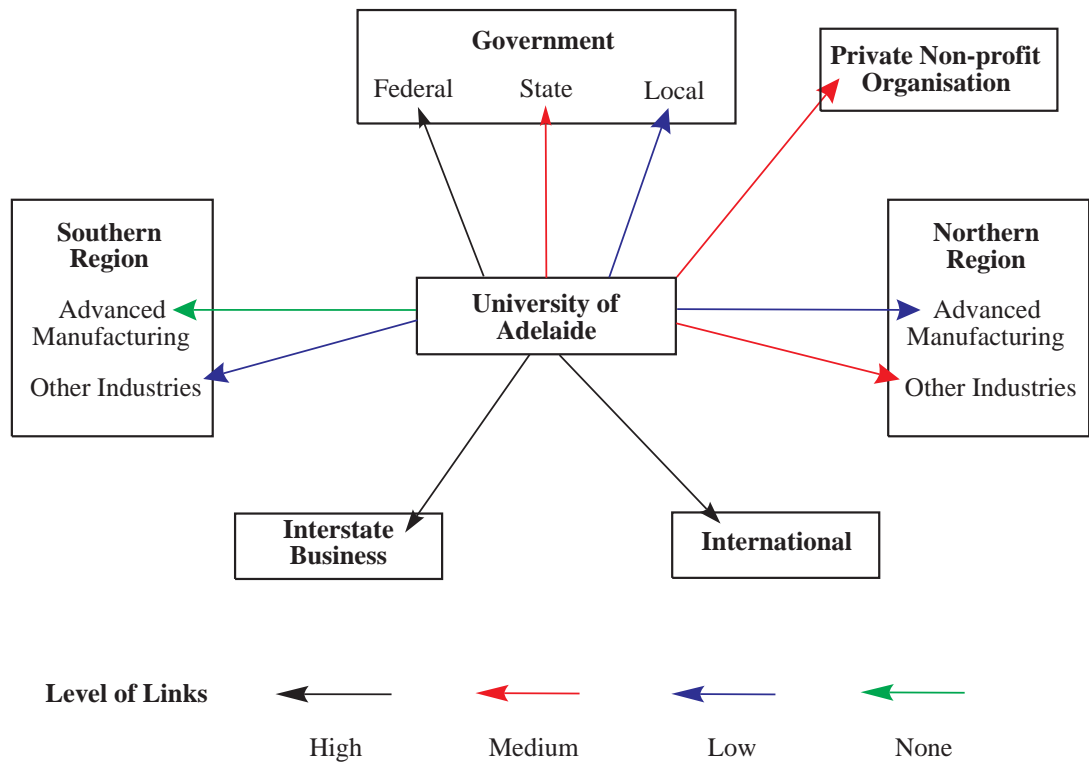 Government
Federal State Local
Private Non-profit
Organisation
Southern
Region
Advanced
Manufacturing
Other Industries
University of
Adelaide
Northern
Region
Advanced
Manufacturing
Other Industries
Interstate
Business
International
Level of Links
High Medium Low None